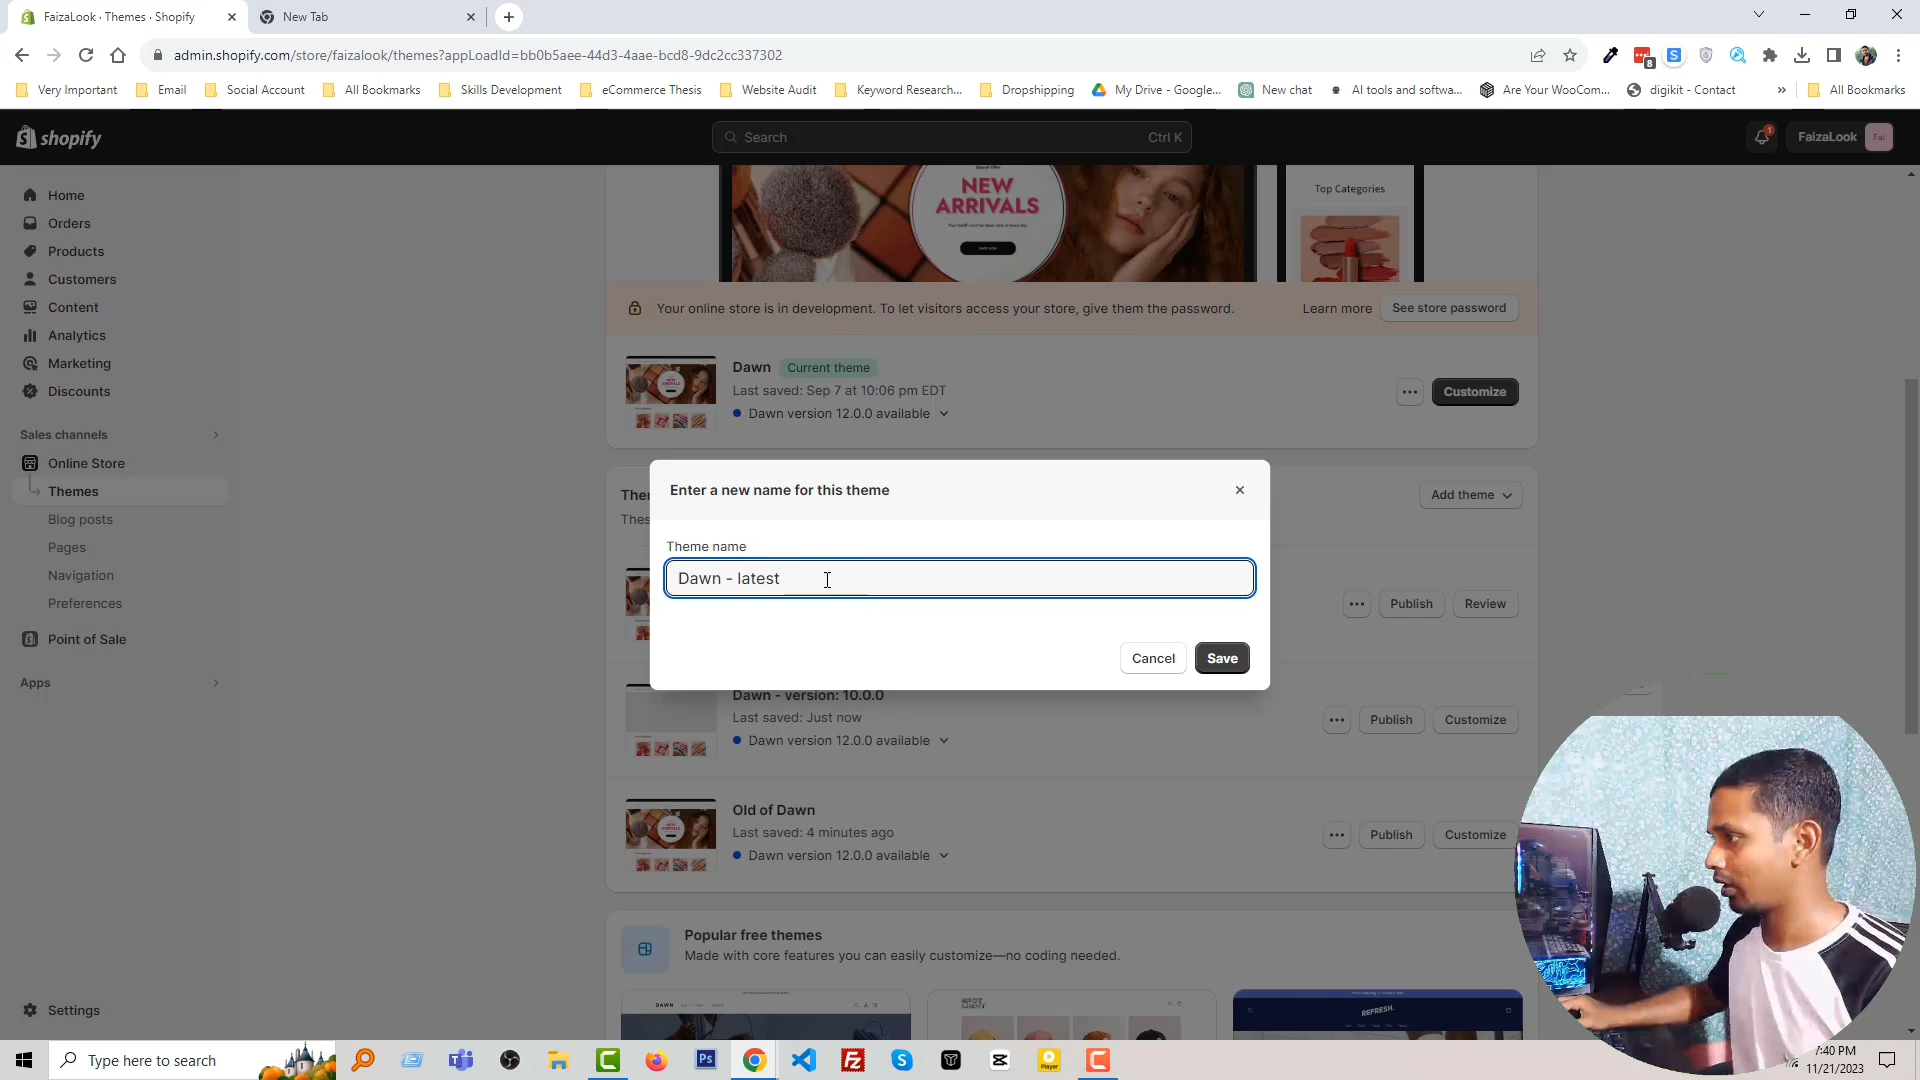 FaizaLook · Themes · Shopify
New Tab
admin.shopify.com/store/faizalook/themes?appLoadId=bb0b5aee-44d3-4aae-bcd8-9dc2cc337302
8
Very Important
Email
Social Account
All Bookmarks
Skills Development
eCommerce Thesis
Website Audit
Keyword Research...
Dropshipping
My Drive - Google...
New chat
AI tools and softwa...
Are Your WooCom...
digikit - Contact
»
All Bookmarks
shopify
Search
Ctrl K
1
FaizaLook
Fai
Home
Orders
Products
Customers
Content
Analytics
Marketing
Discounts
Sales channels
Online Store
Themes
Blog posts
Pages
Navigation
Preferences
Point of Sale
Apps
Settings
NEW
ARRIVALS
Top Categories
Your online store is in development. To let visitors access your store, give them the password.
Learn more
See store password
Dawn
Current theme
Last saved: Sep 7 at 10:06 pm EDT
Dawn version 12.0.0 available
Customize
Add theme
Enter a new name for this theme
Theme name
Dawn - latest
Cancel
Save
Publish
Review
Dawn - version: 10.0.0
Last saved: Just now
Dawn version 12.0.0 available
Publish
Customize
Old of Dawn
Last saved: 4 minutes ago
Dawn version 12.0.0 available
Publish
Customize
Popular free themes
Made with core features you can easily customize—no coding needed.
DAWN
REFRESH.
Type here to search
Ps
7:40 PM
11/21/2023